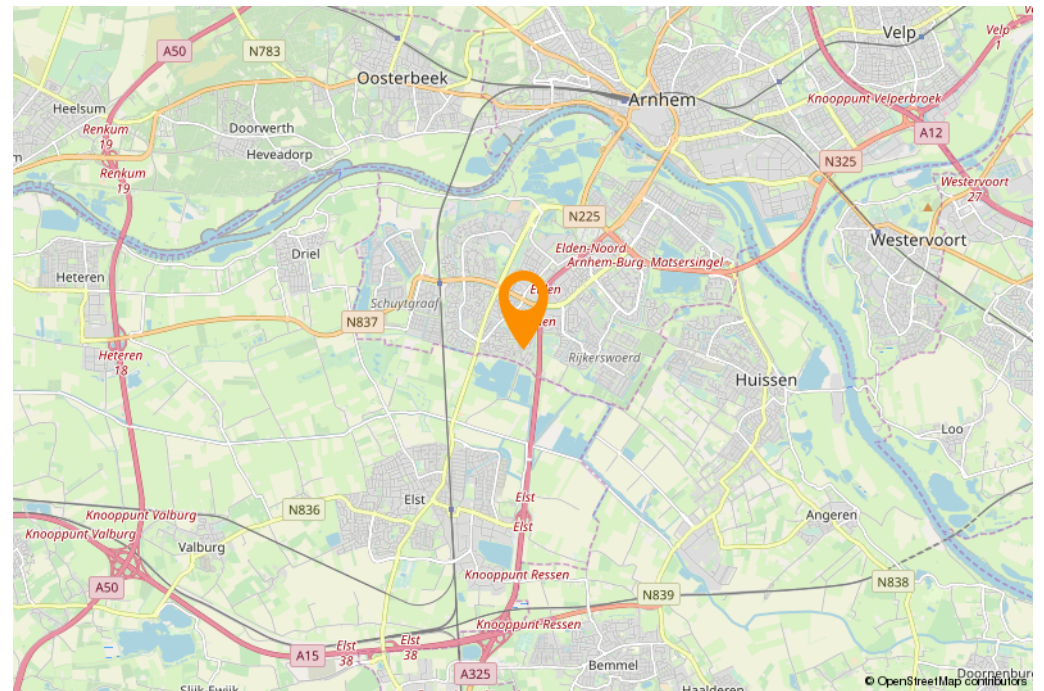 Velp
Velp
1
A50
N783
Oosterbeek
Arnhem
Knooppunt Velperbroek
Heelsum
Renkum
19
Doorwerth
A12
Heveadorp
N325
Renkum
19
Westervoort
27
N225
Westervoort
Elden-Noord
Driel
Arnhem-Burg. Matsersingel
Heteren
Schuytgraaf
N837
Heteren
18
Rijkerswoerd
Huissen
Loo
Elst
Elst
N836
Knooppunt Valburg
Angeren
Elst
Knooppunt Valburg
Valburg
Knooppunt Ressen
N838
A50
N839
Knooppunt Ressen
Elst
38
Elst
38
A15
Bemmel
A325
© OpenStreetMap contributors